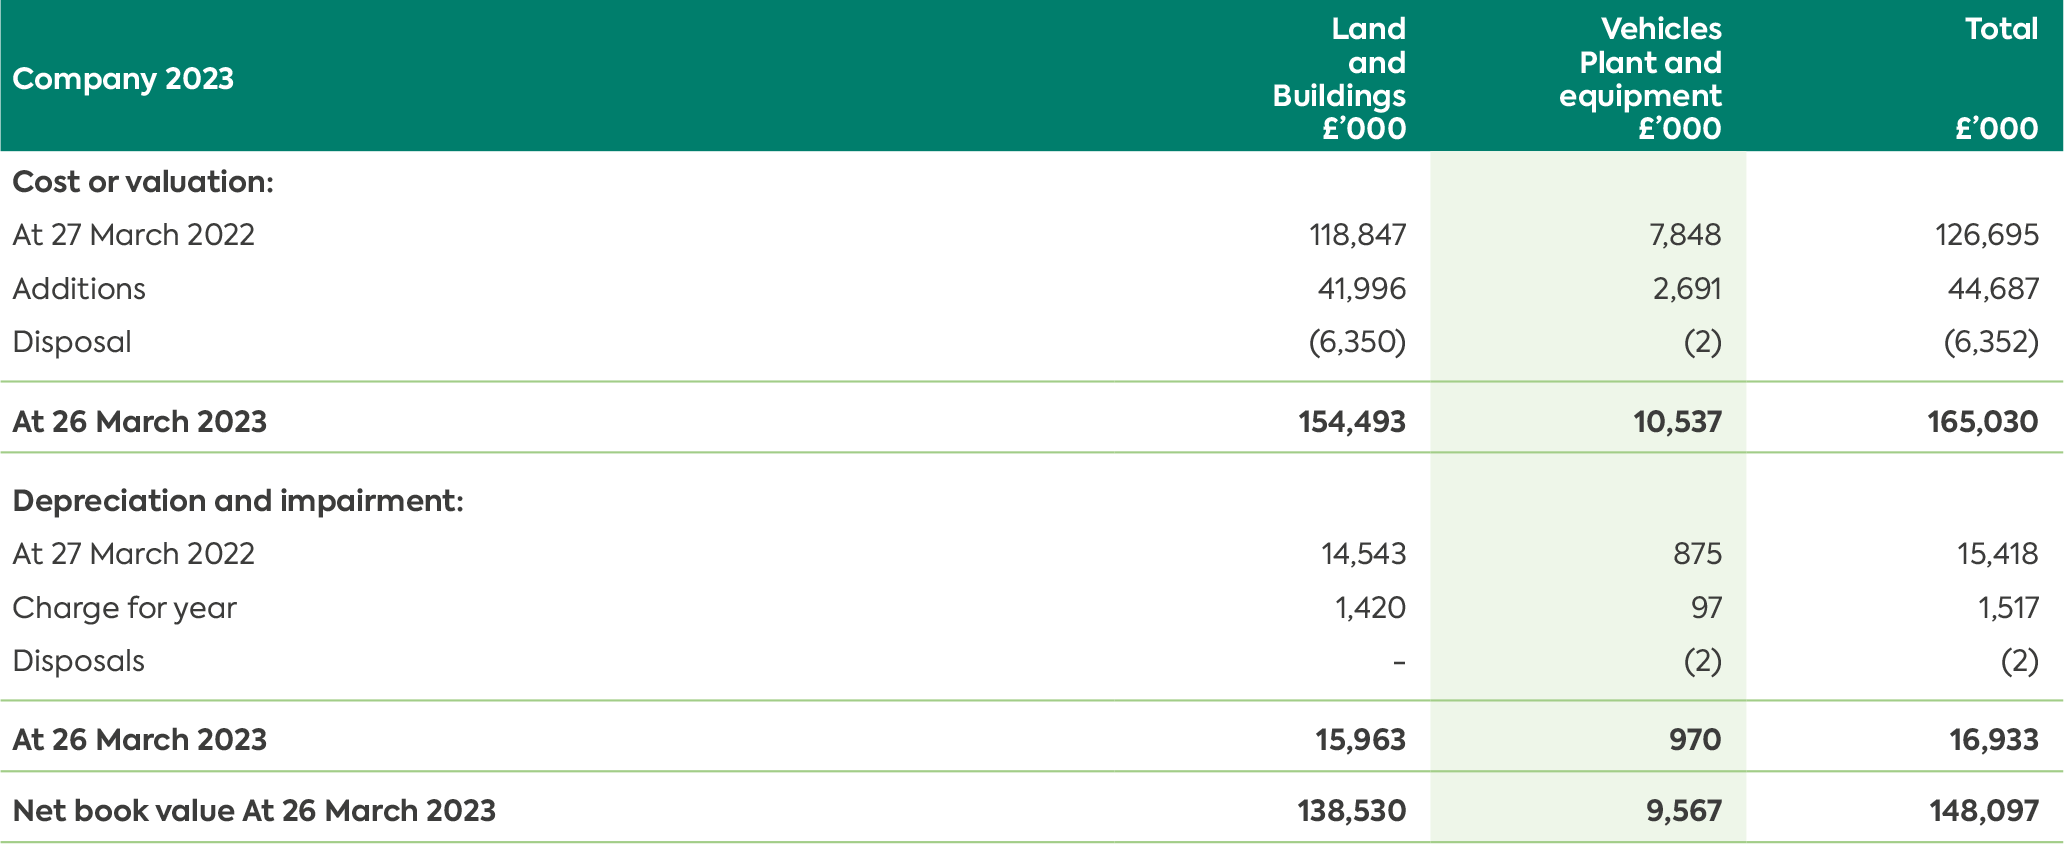 Company 2023 Land and Buildings £’000 Vehicles Plant and equipment £’000 Total £’000
Cost or valuation:
At 27 March 2022 118,847 7,848 126,695
Additions 41,996 2,691 44,687
Disposal (6,350) (2) (6,352)
At 26 March 2023 154,493 10,537 165,030
Depreciation and impairment:
At 27 March 2022 14,543 875 15,418
Charge for year 1,420 97 1,517
Disposals - (2) (2)
At 26 March 2023 15,963 970 16,933
Net book value At 26 March 2023 138,530 9,567 148,097